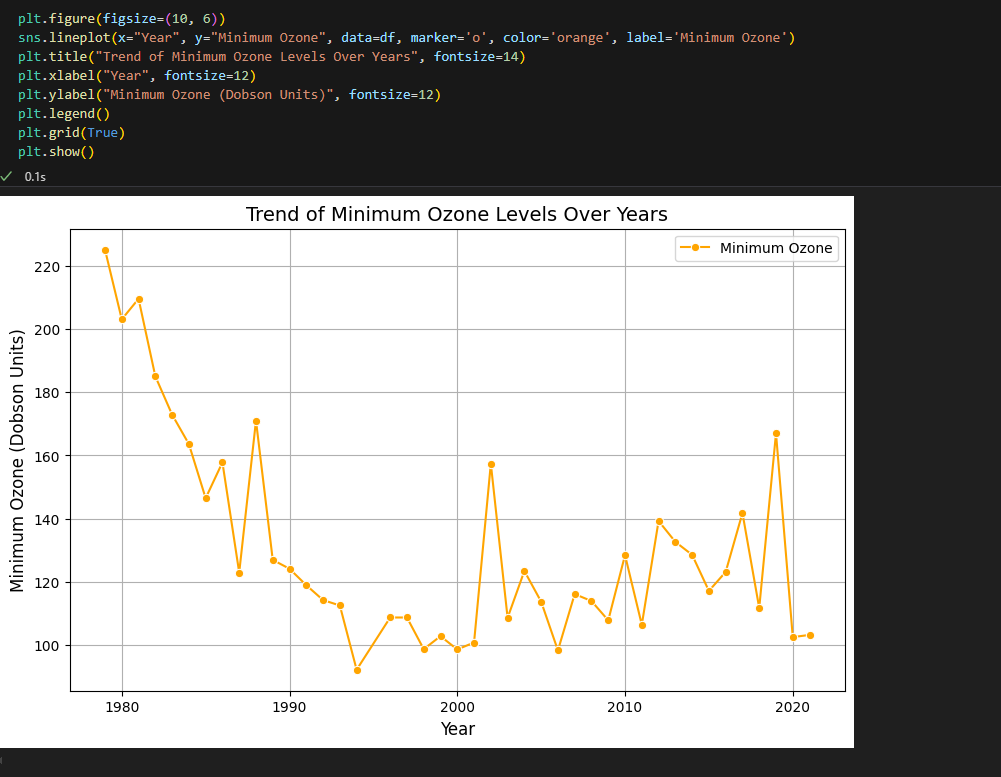 plt.figure(figsize=(10, 6))
sns.lineplot(x="Year", y="Minimum Ozone", data=df, marker='o', color='orange', label='Minimum Ozone')
plt.title("Trend of Minimum Ozone Levels Over Years", fontsize=14)
plt.xlabel("Year", fontsize=12)
plt.ylabel("Minimum Ozone (Dobson Units)", fontsize=12)
plt.legend()
plt.grid(True)
plt.show()
0.1s
Trend of Minimum Ozone Levels Over Years
Minimum Ozone
Minimum Ozone (Dobson Units)
220
200
180
160
140
120
100
1980 1990 2000 2010 2020
Year